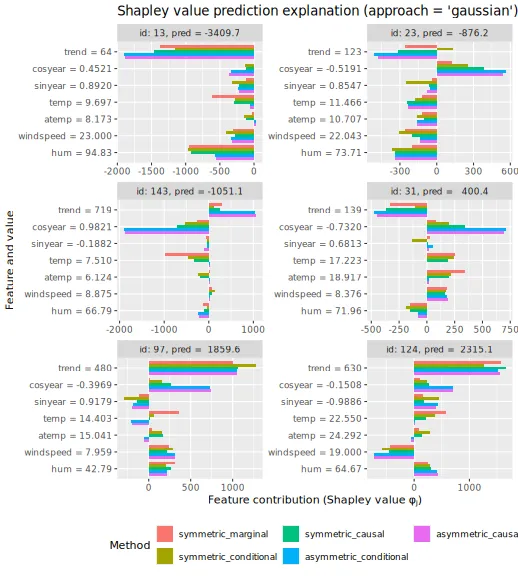 Shapley value prediction explanation (approach = 'gaussian')
id: 13, pred = -3409.7
trend = 64
cosyear = 0.4521
sinyear = 0.8920
temp = 9.697
atemp = 8.173
windspeed = 23.000
hum = 94.83
-2000 -1500 -1000 -500 0
id: 23, pred = -876.2
trend = 123
cosyear = -0.5191
sinyear = 0.8547
temp = 11.466
atemp = 10.707
windspeed = 22.043
hum = 73.71
-300 0 300 600
id: 143, pred = -1051.1
trend = 719
cosyear = 0.9821
sinyear = -0.1882
temp = 7.510
atemp = 6.124
windspeed = 8.875
hum = 66.79
-2000 -1000 0 1000
id: 31, pred = 400.4
trend = 139
cosyear = -0.7320
sinyear = 0.6813
temp = 17.223
atemp = 18.917
windspeed = 8.376
hum = 71.96
-500 -250 0 250 500 750
id: 97, pred = 1859.6
trend = 480
cosyear = -0.3969
sinyear = -0.9179
temp = 14.403
atemp = 15.041
windspeed = 7.959
hum = 42.79
0 500 1000
id: 124, pred = 2315.1
trend = 630
cosyear = -0.1508
sinyear = -0.9886
temp = 22.550
atemp = 24.292
windspeed = 19.000
hum = 64.67
0 1000
Feature and value
Feature contribution (Shapley value φⱼ)
Method
symmetric_marginal
symmetric_conditional
symmetric_causal
asymmetric_conditional
asymmetric_causa